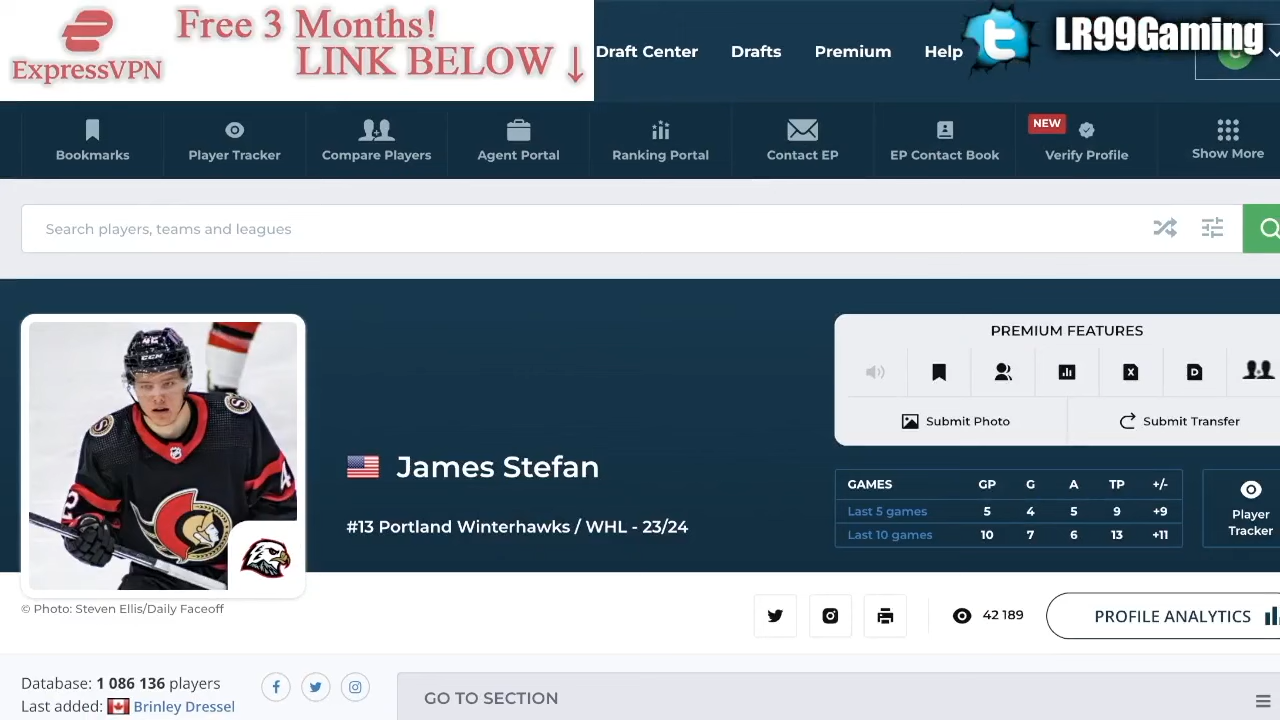 ExpressVPN
Free 3 Months!
LINK BELOW ↓
Draft Center Drafts Premium Help
LR99Gaming
Bookmarks Player Tracker Compare Players Agent Portal Ranking Portal Contact EP EP Contact Book NEW Verify Profile Show More
Search players, teams and leagues
PREMIUM FEATURES
Submit Photo Submit Transfer
James Stefan
#13 Portland Winterhawks / WHL - 23/24
GAMES GP G A TP +/-
Last 5 games 5 4 5 9 +9
Last 10 games 10 7 6 13 +11
Player
Tracker
© Photo: Steven Ellis/Daily Faceoff
42 189
PROFILE ANALYTICS
Database: 1 086 136 players
Last added: Brinley Dressel
GO TO SECTION